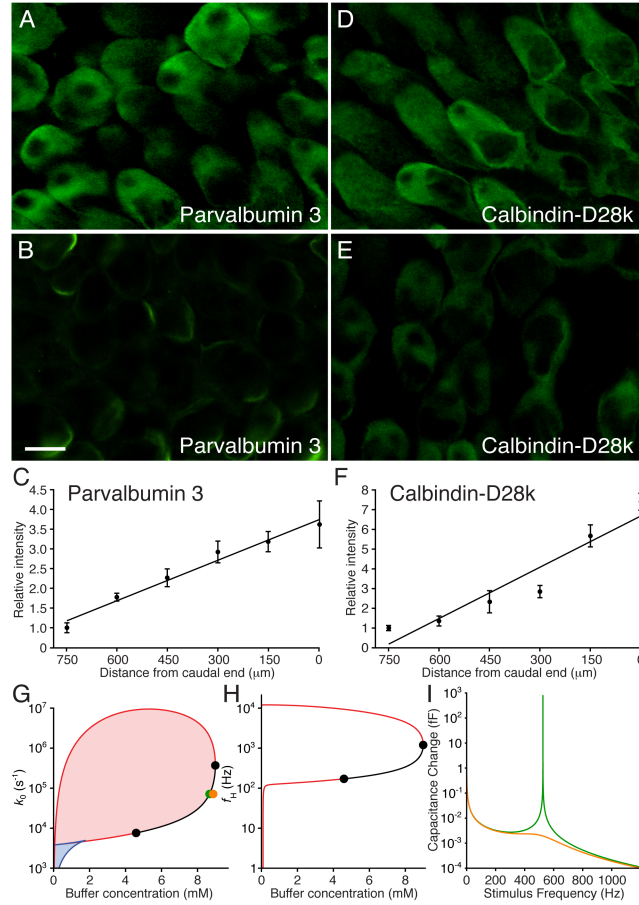 A
Parvalbumin 3
D
Calbindin-D28k
B
Parvalbumin 3
E
Calbindin-D28k
C
Parvalbumin 3
Relative intensity
4.5
4.0
3.5
3.0
2.5
2.0
1.5
1.0
0
750 600 450 300 150 0
Distance from caudal end (μm)
F
Calbindin-D28k
Relative intensity
8
7
6
5
4
3
2
1
0
750 600 450 300 150 0
Distance from caudal end (μm)
G
k₀ (s⁻¹)
10⁷
10⁶
10⁵
10⁴
10³
0 2 4 6 8
Buffer concentration (mM)
H
f_H (Hz)
10⁴
10³
10²
10
1
0 2 4 6 8
Buffer concentration (mM)
I
Capacitance Change (fF)
10³
10²
10
1
10⁻¹
10⁻²
10⁻³
10⁻⁴
0 200 400 600 800 1200
Stimulus Frequency (Hz)